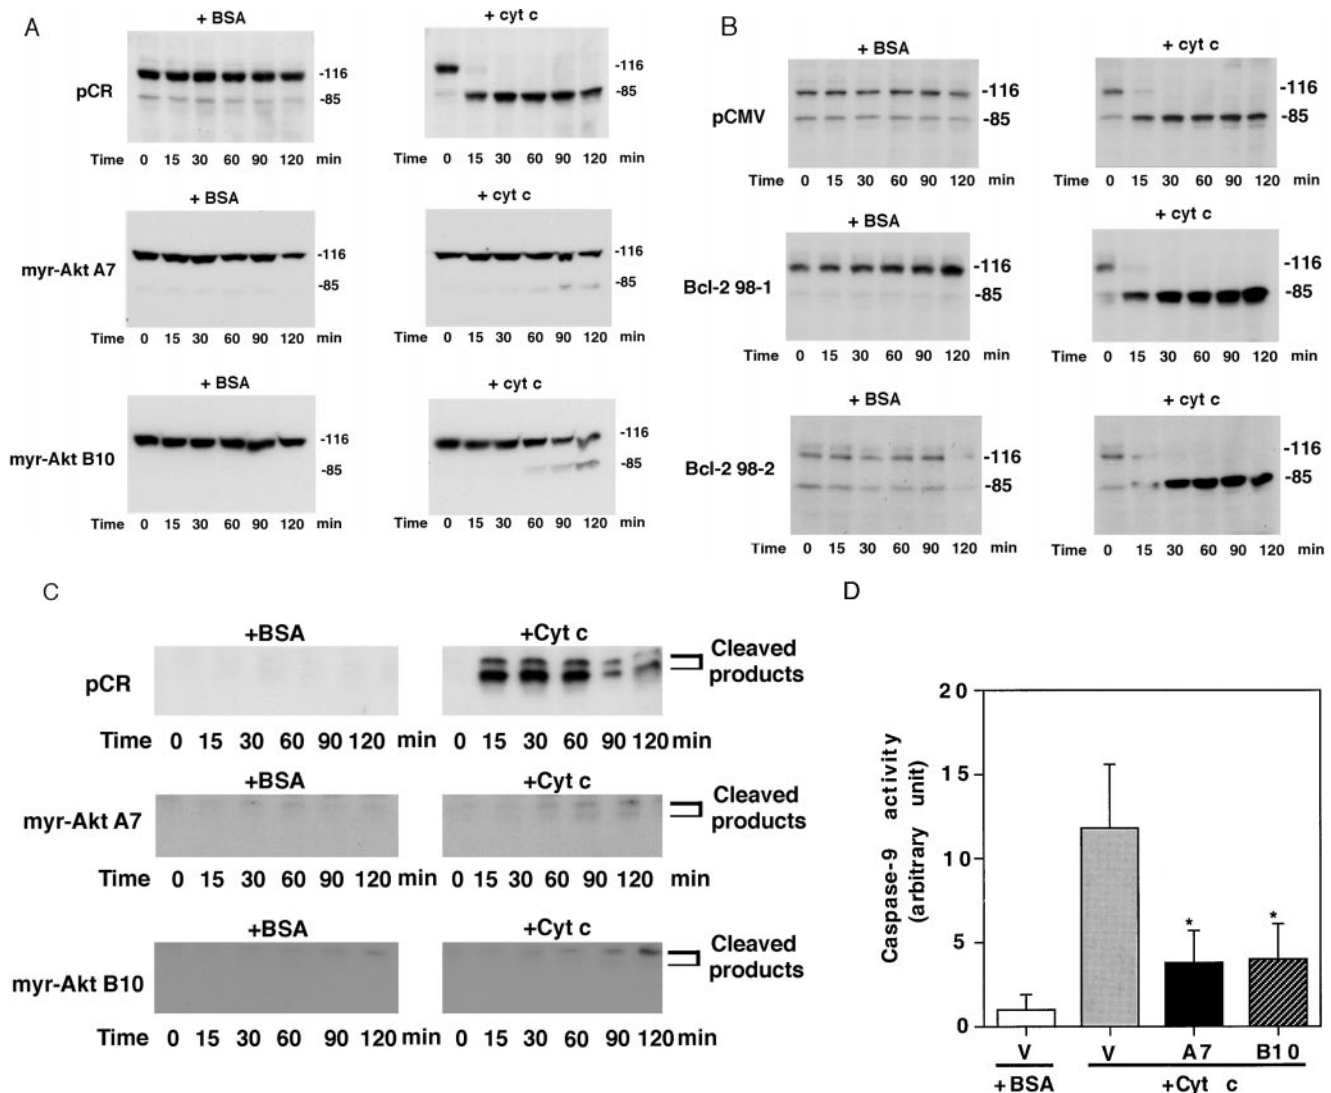 A
+ BSA
+ cyt c
pCR
-116
-85
-116
-85
Time 0 15 30 60 90 120 min
0 15 30 60 90 120 min
+ BSA
+ cyt c
myr-Akt A7
-116
-85
-116
-85
Time 0 15 30 60 90 120 min
0 15 30 60 90 120 min
+ BSA
+ cyt c
myr-Akt B10
-116
-85
-116
-85
Time 0 15 30 60 90 120 min
0 15 30 60 90 120 min
B
+ BSA
+ cyt c
pCMV
-116
-85
-116
-85
Time 0 15 30 60 90 120 min
0 15 30 60 90 120 min
+ BSA
+ cyt c
Bcl-2 98-1
-116
-85
-116
-85
Time 0 15 30 60 90 120 min
0 15 30 60 90 120 min
+ BSA
+ cyt c
Bcl-2 98-2
-116
-85
-116
-85
Time 0 15 30 60 90 120 min
0 15 30 60 90 120 min
C
+BSA
+Cyt c
pCR
Cleaved
products
Time 0 15 30 60 90 120 min
0 15 30 60 90 120 min
+BSA
+Cyt c
myr-Akt A7
Cleaved
products
Time 0 15 30 60 90 120 min
0 15 30 60 90 120 min
+BSA
+Cyt c
myr-Akt B10
Cleaved
products
Time 0 15 30 60 90 120 min
0 15 30 60 90 120 min
D
Caspase-9 activity
(arbitrary unit)
20
15
10
5
0
*
*
V
V
A7
B10
+BSA
+Cyt c